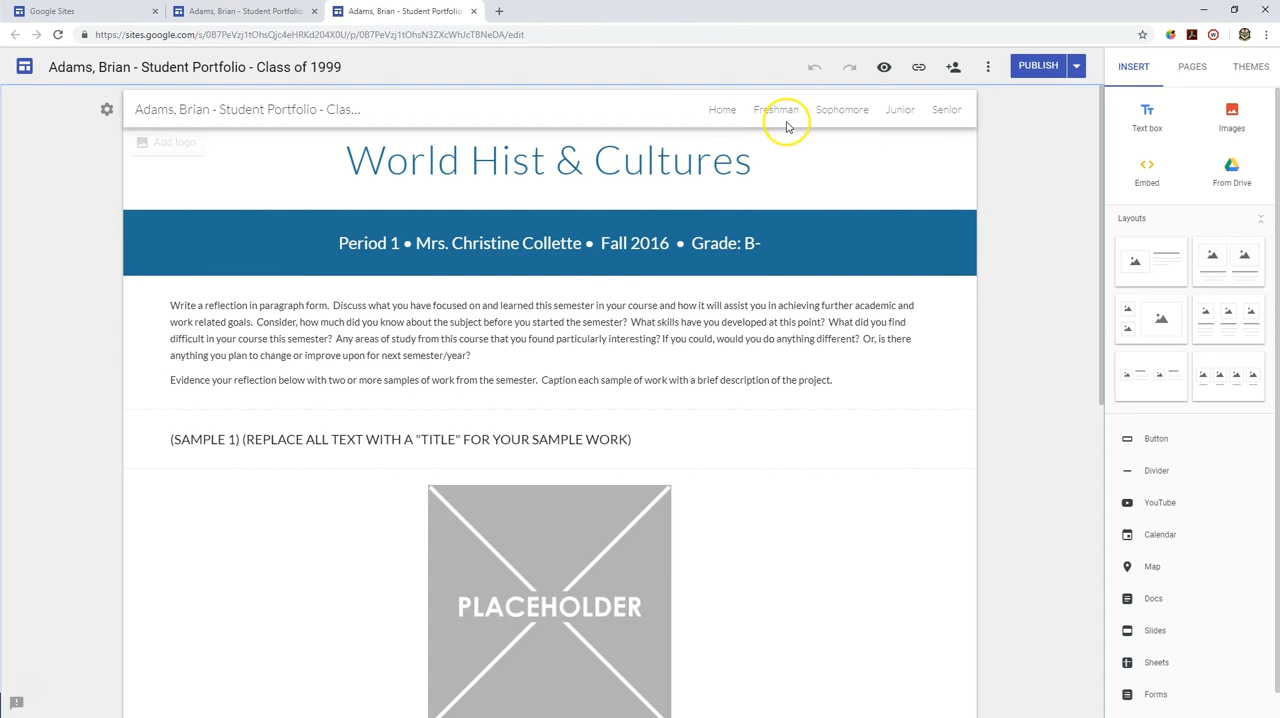 Google Sites
Adams, Brian - Student Portfolio
Adams, Brian - Student Portfolio
https://sites.google.com/s/0B7PeVzj1tOhsQjc4eHRKd204X0U/p/0B7PeVzj1tOhsN3ZXcWhJcTBNeDA/edit
Adams, Brian - Student Portfolio - Class of 1999
PUBLISH
INSERT PAGES THEMES
Adams, Brian - Student Portfolio - Clas...
Home Freshman Sophomore Junior Senior
Add logo
World Hist & Cultures
Period 1 • Mrs. Christine Collette • Fall 2016 • Grade: B-
Write a reflection in paragraph form. Discuss what you have focused on and learned this semester in your course and how it will assist you in achieving further academic and
work related goals. Consider, how much did you know about the subject before you started the semester? What skills have you developed at this point? What did you find
difficult in your course this semester? Any areas of study from this course that you found particularly interesting? If you could, would you do anything different? Or, is there
anything you plan to change or improve upon for next semester/year?
Evidence your reflection below with two or more samples of work from the semester. Caption each sample of work with a brief description of the project.
(SAMPLE 1) (REPLACE ALL TEXT WITH A "TITLE" FOR YOUR SAMPLE WORK)
PLACEHOLDER
Tт
Text box
Images
Embed
From Drive
Layouts
Button
Divider
YouTube
Calendar
Map
Docs
Slides
Sheets
Forms